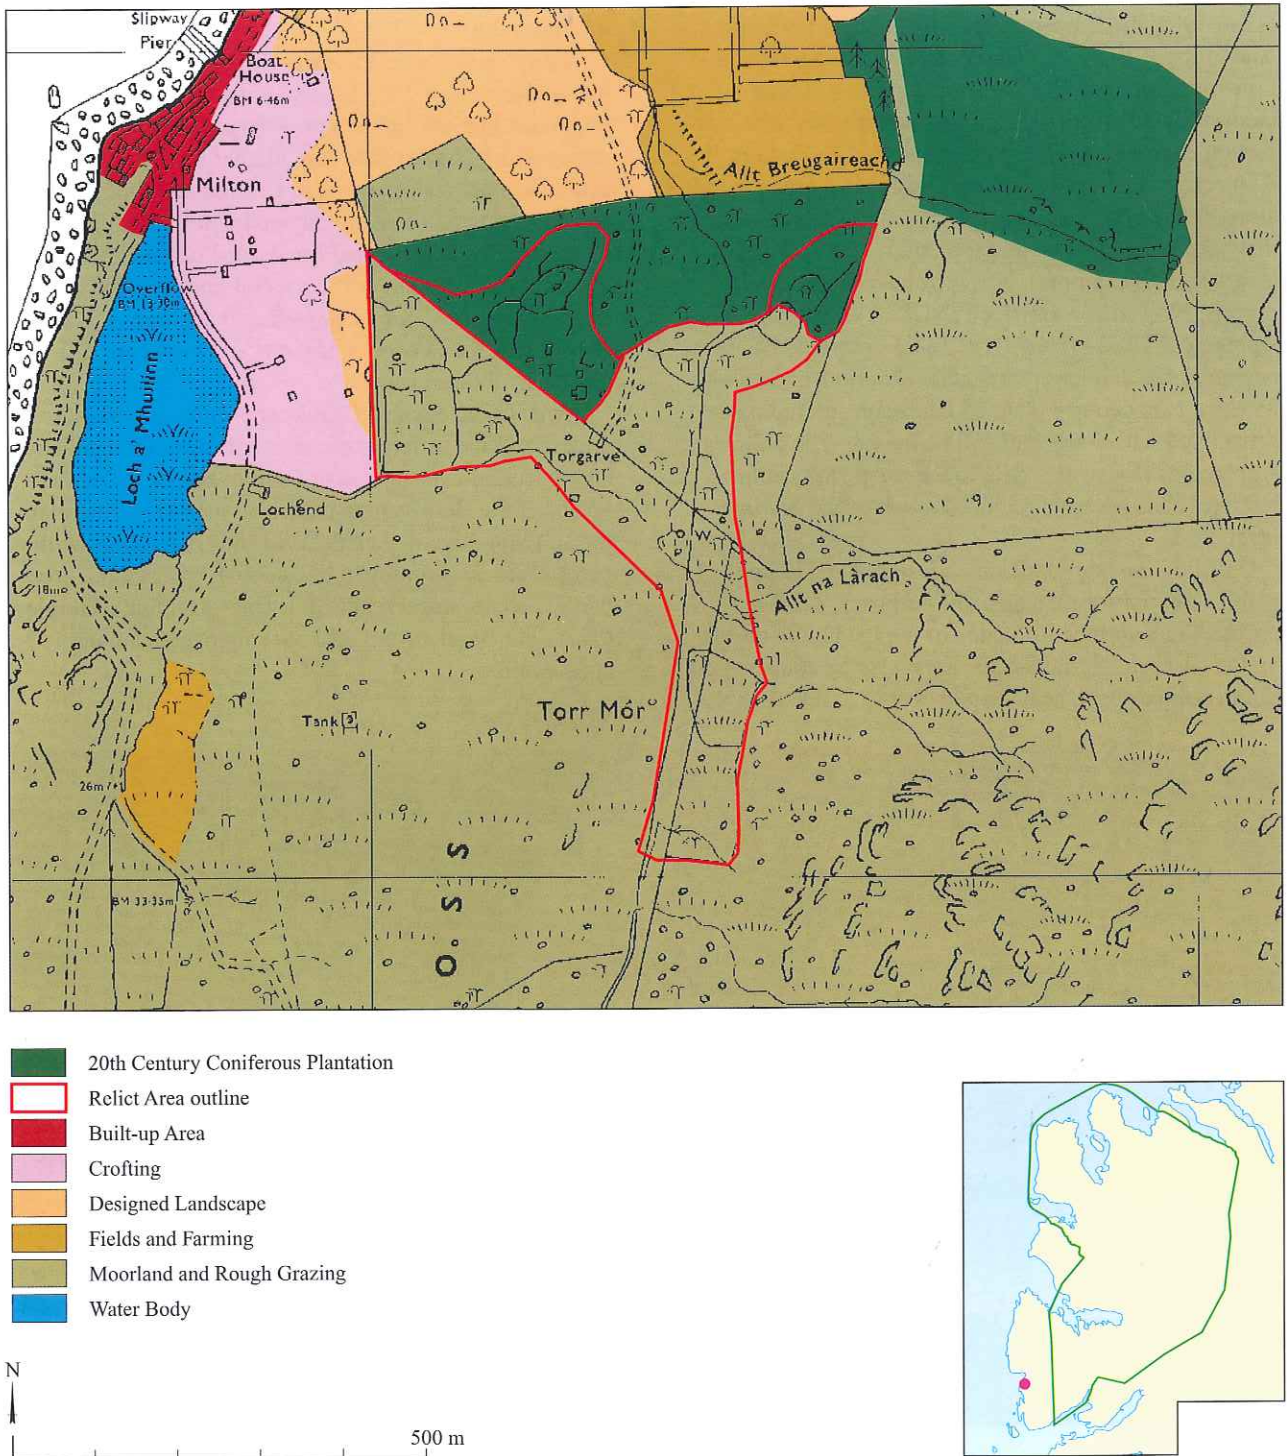 Slipway
Pier
Boat
House
BM 6·46m
Tk
Milton
Allt Breugaireachd
Overflow
BM 13·30m
Loch a' Mhuilinn
Torgarve
Lochend
W
Allt na Làrach
18m
Torr Mór
Tank
26m
BM 33·35m
O S S
20th Century Coniferous Plantation
Relict Area outline
Built-up Area
Crofting
Designed Landscape
Fields and Farming
Moorland and Rough Grazing
Water Body
N
500 m